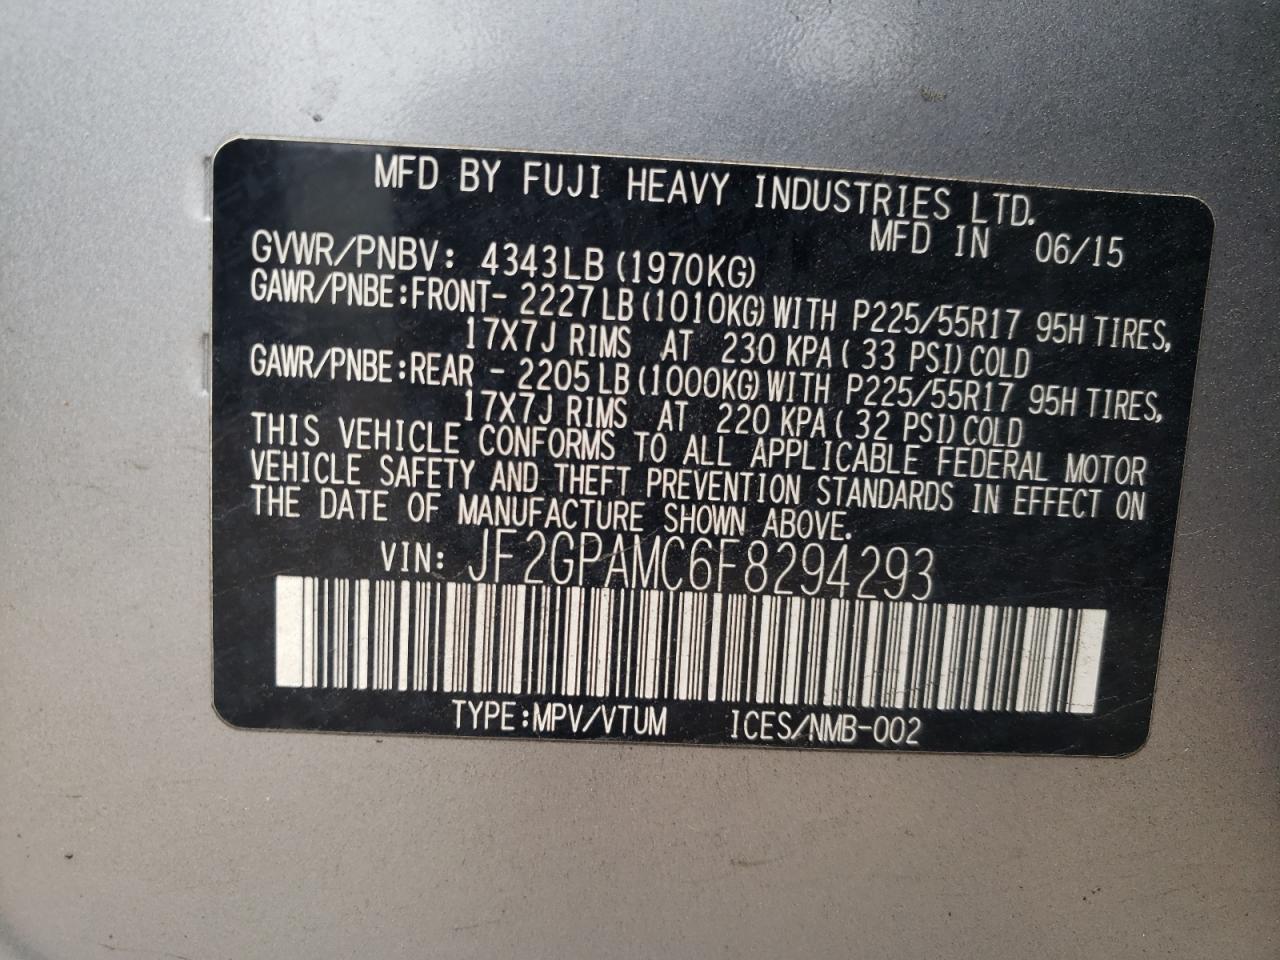 MFD BY FUJI HEAVY INDUSTRIES LTD.
MFD IN 06/15
GVWR/PNBV: 4343LB (1970KG)
GAWR/PNBE:FRONT- 2227 LB (1010KG) WITH P225/55R17 95H TIRES,
17X7J RIMS AT 230 KPA ( 33 PSI) COLD
GAWR/PNBE:REAR - 2205 LB (1000KG) WITH P225/55R17 95H TIRES,
17X7J RIMS AT 220 KPA ( 32 PSI) COLD
THIS VEHICLE CONFORMS TO ALL APPLICABLE FEDERAL MOTOR
VEHICLE SAFETY AND THEFT PREVENTION STANDARDS IN EFFECT ON
THE DATE OF MANUFACTURE SHOWN ABOVE.
VIN: JF2GPAMC6F8294293
TYPE:MPV/VTUM ICES/NMB-002